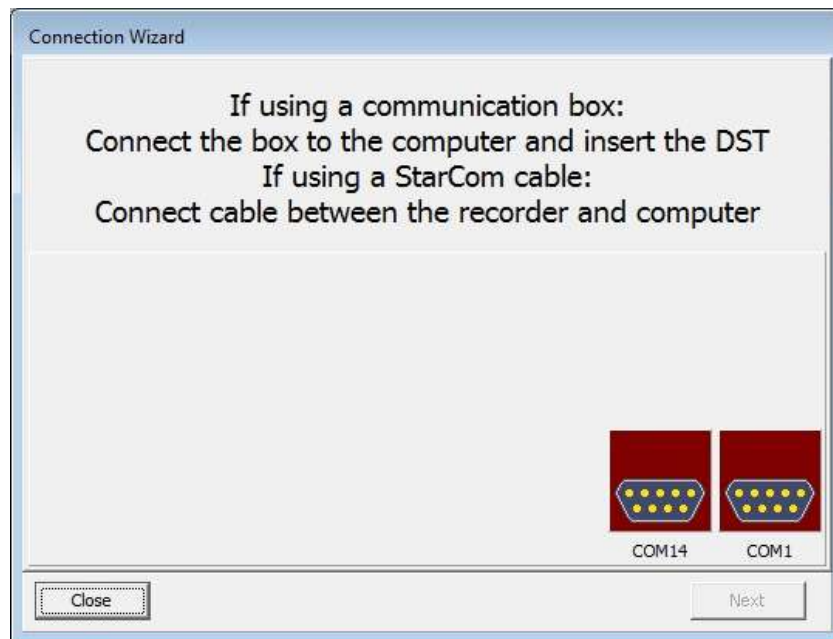 Connection Wizard
If using a communication box:
Connect the box to the computer and insert the DST
If using a StarCom cable:
Connect cable between the recorder and computer
COM14 COM1
Close Next